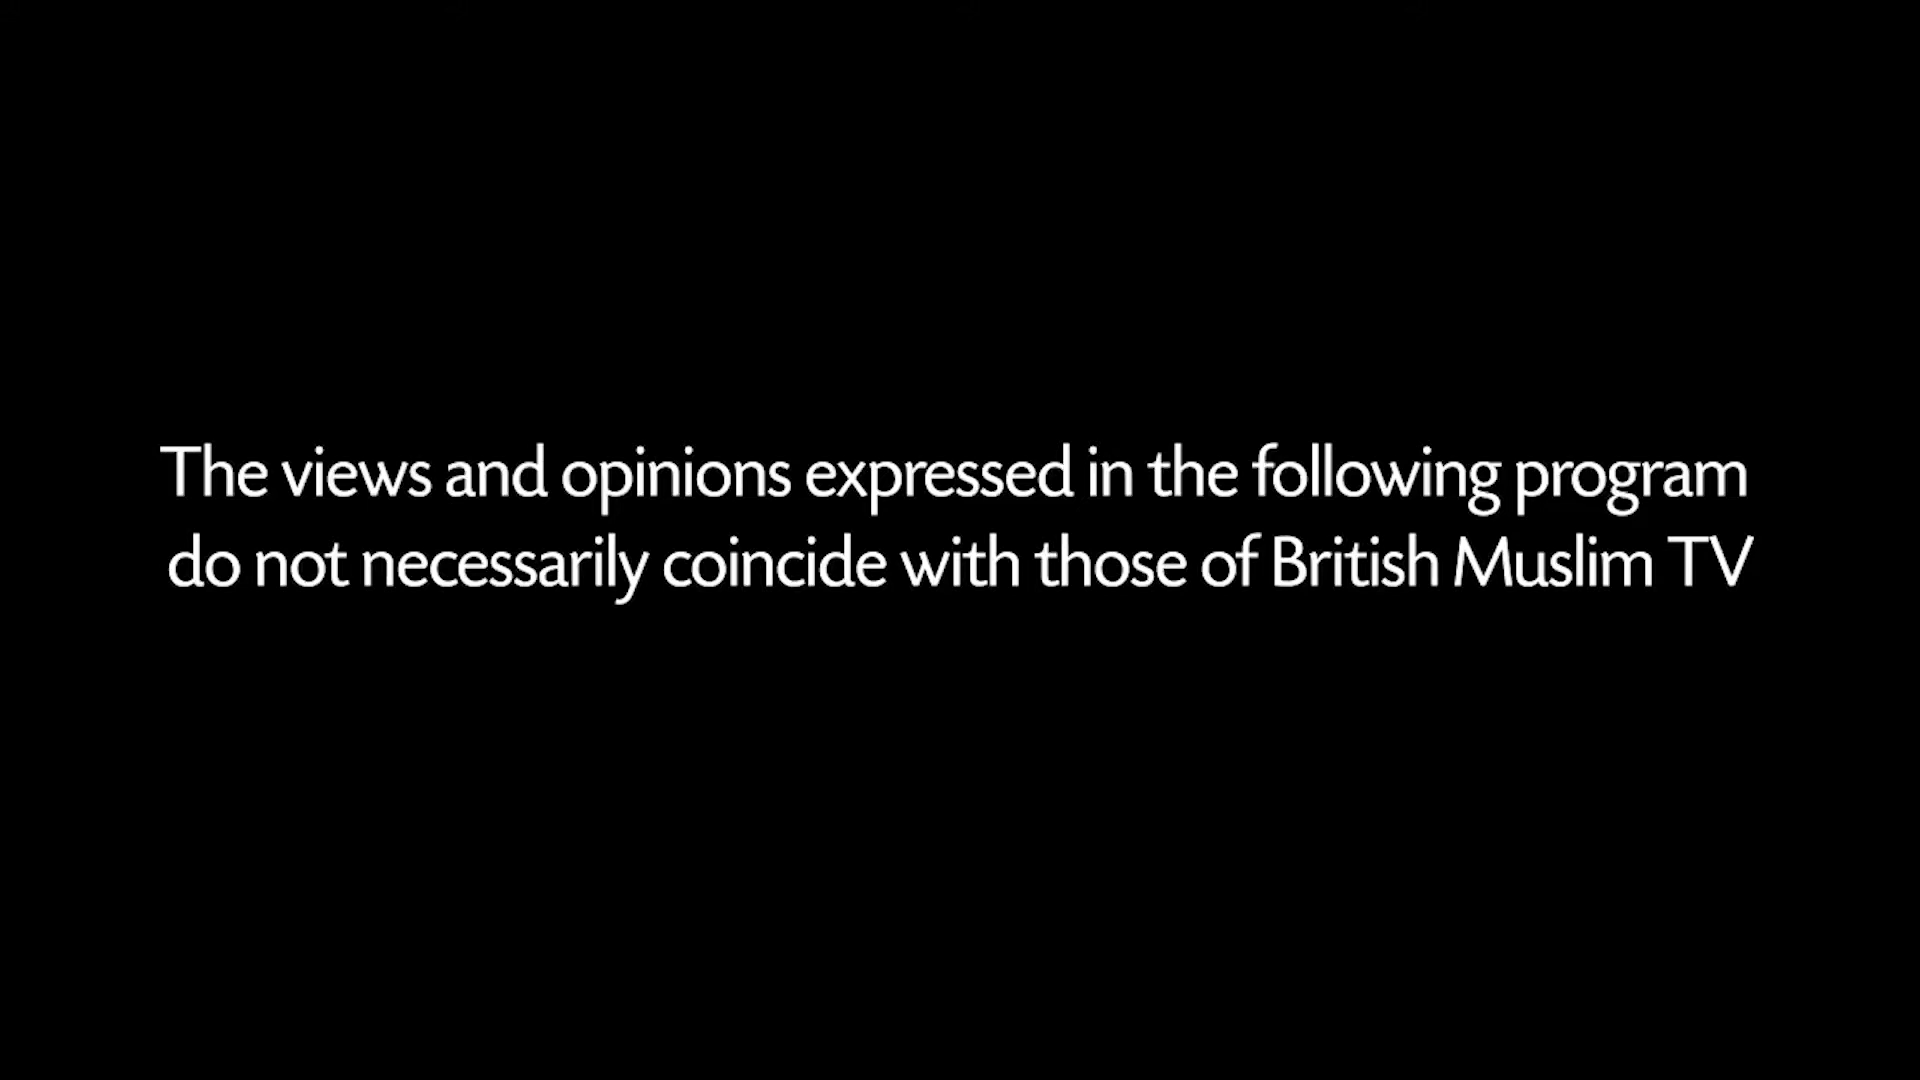 The views and opinions expressed in the following program
do not necessarily coincide with those of British Muslim TV